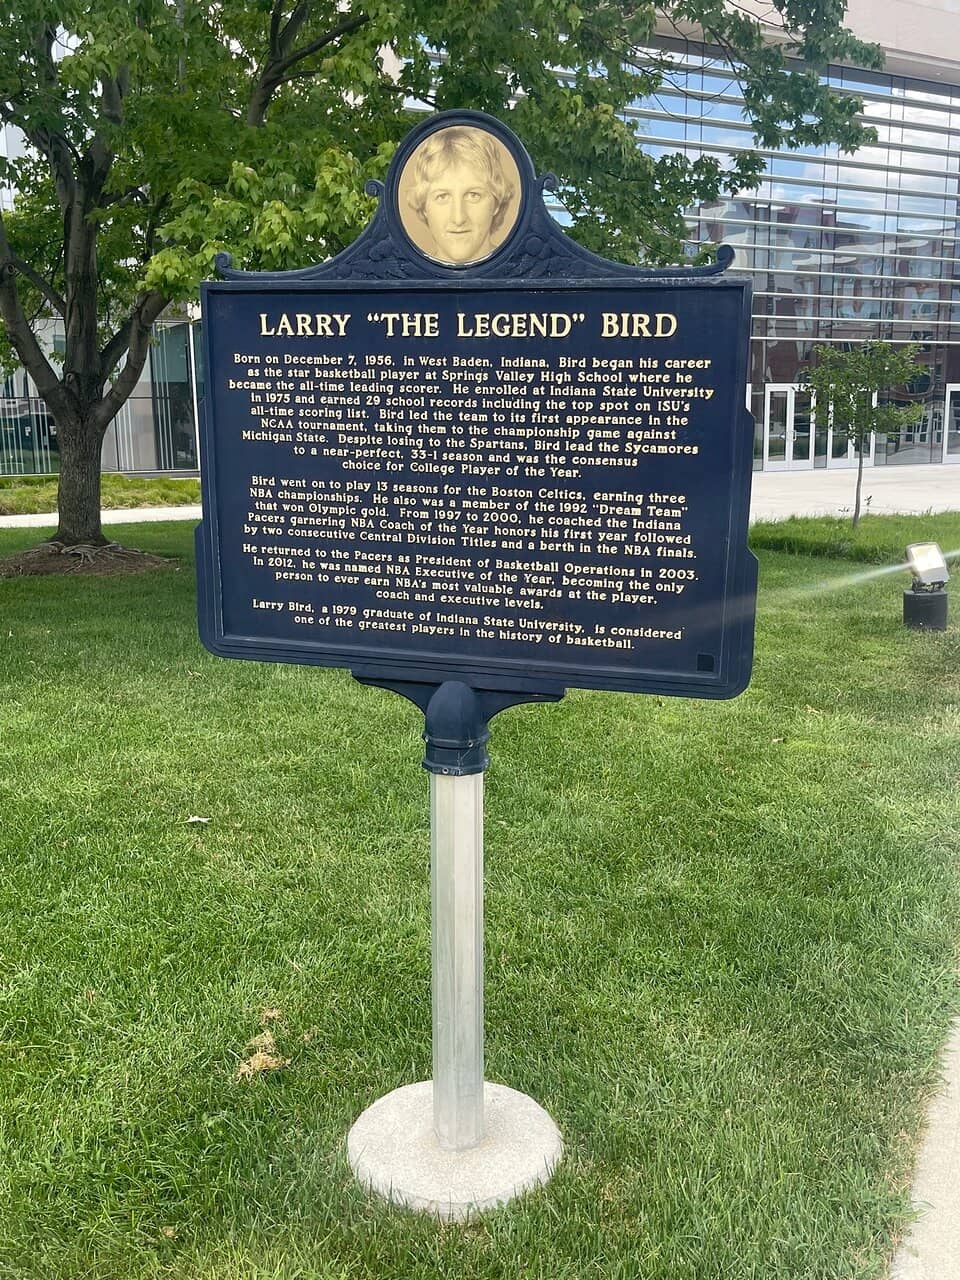 LARRY "THE LEGEND" BIRD
Born on December 7, 1956, in West Baden, Indiana, Bird began his career
as the star basketball player at Springs Valley High School where he
became the all-time leading scorer. He enrolled at Indiana State University
in 1975 and earned 29 school records including the top spot on ISU's
all-time scoring list. Bird led the team to its first appearance in the
NCAA tournament, taking them to the championship game against
Michigan State. Despite losing to the Spartans, Bird lead the Sycamores
to a near-perfect, 33-1 season and was the consensus
choice for College Player of the Year.
Bird went on to play 13 seasons for the Boston Celtics, earning three
NBA championships. He also was a member of the 1992 "Dream Team"
that won Olympic gold. From 1997 to 2000, he coached the Indiana
Pacers garnering NBA Coach of the Year honors his first year followed
by two consecutive Central Division Titles and a berth in the NBA finals.
He returned to the Pacers as President of Basketball Operations in 2003.
In 2012, he was named NBA Executive of the Year, becoming the only
person to ever earn NBA's most valuable awards at the player,
coach and executive levels.
Larry Bird, a 1979 graduate of Indiana State University, is considered
one of the greatest players in the history of basketball.